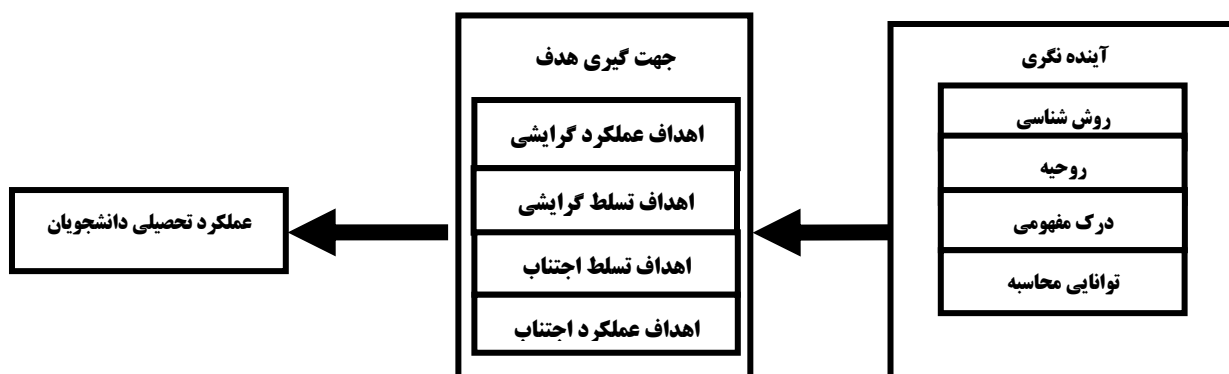 آینده نگری
روش شناسی
روحیه
درک مفهومی
توانایی محاسبه
جهت گیری هدف
اهداف عملکرد گرایشی
اهداف تسلط گرایشی
اهداف تسلط اجتناب
اهداف عملکرد اجتناب
عملکرد تحصیلی دانشجویان